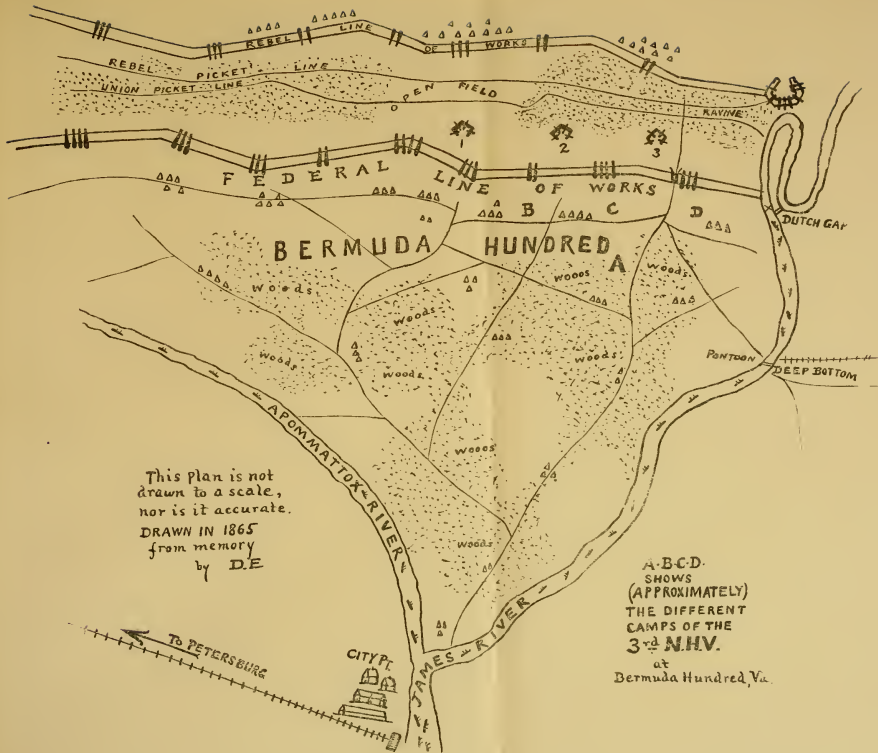 REBEL LINE OF WORKS
REBEL PICKET LINE
UNION PICKET LINE
OPEN FIELD
RAVINE
1
2
3
FEDERAL LINE OF WORKS
B C D
DUTCH GAP
BERMUDA HUNDRED
A
Woods
Woods
Woods.
Woods
Woods.
Woods.
Woods.
Woods
Woods
PONTOON
DEEP BOTTOM
APOMMATTOX RIVER
This Plan is not
drawn to a scale,
nor is it accurate.
DRAWN IN 1865
from memory
by D.E
A·B·C·D·
SHOWS
(APPROXIMATELY)
THE DIFFERENT
CAMPS OF THE
3rd N.H.V.
at
Bermuda Hundred, Va.
TO PETERSBURG
CITY PT.
JAMES RIVER